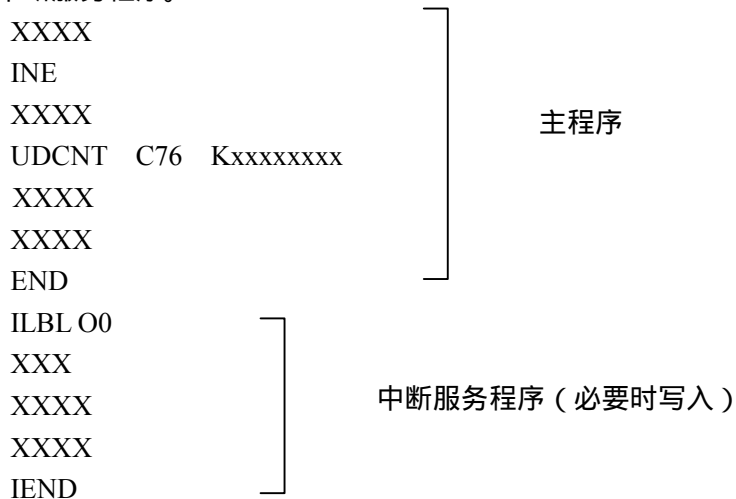 XXXX
INE
XXXX
主程序
UDCNT C76 Kxxxxxxxx
XXXX
XXXX
END
ILBL O0
XXX
中断服务程序（必要时写入）
XXXX
XXXX
IEND